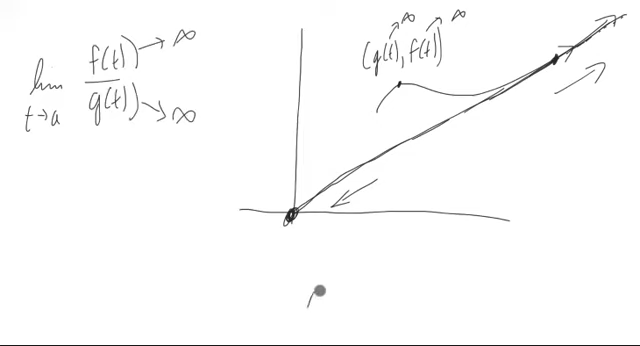 lim f(t) → ∞
t→a g(t) → ∞
(g(t), f(t))
∞ ∞